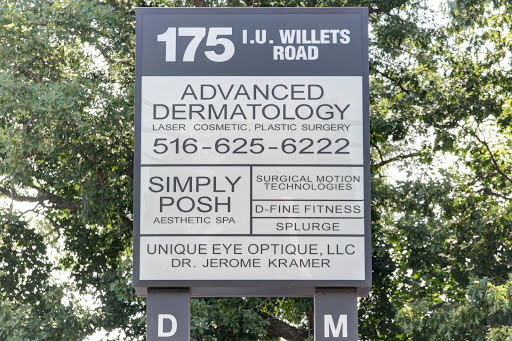 175 I.U. WILLETS
ROAD
ADVANCED
DERMATOLOGY
LASER COSMETIC, PLASTIC SURGERY
516-625-6222
SIMPLY
POSH
AESTHETIC SPA
SURGICAL MOTION
TECHNOLOGIES
D-FINE FITNESS
SPLURGE
UNIQUE EYE OPTIQUE, LLC
DR. JEROME KRAMER
D M